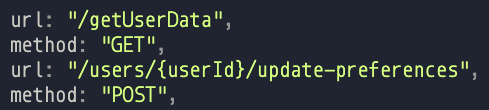 url: "/getUserData",
method: "GET",
url: "/users/{userId}/update-preferences",
method: "POST",